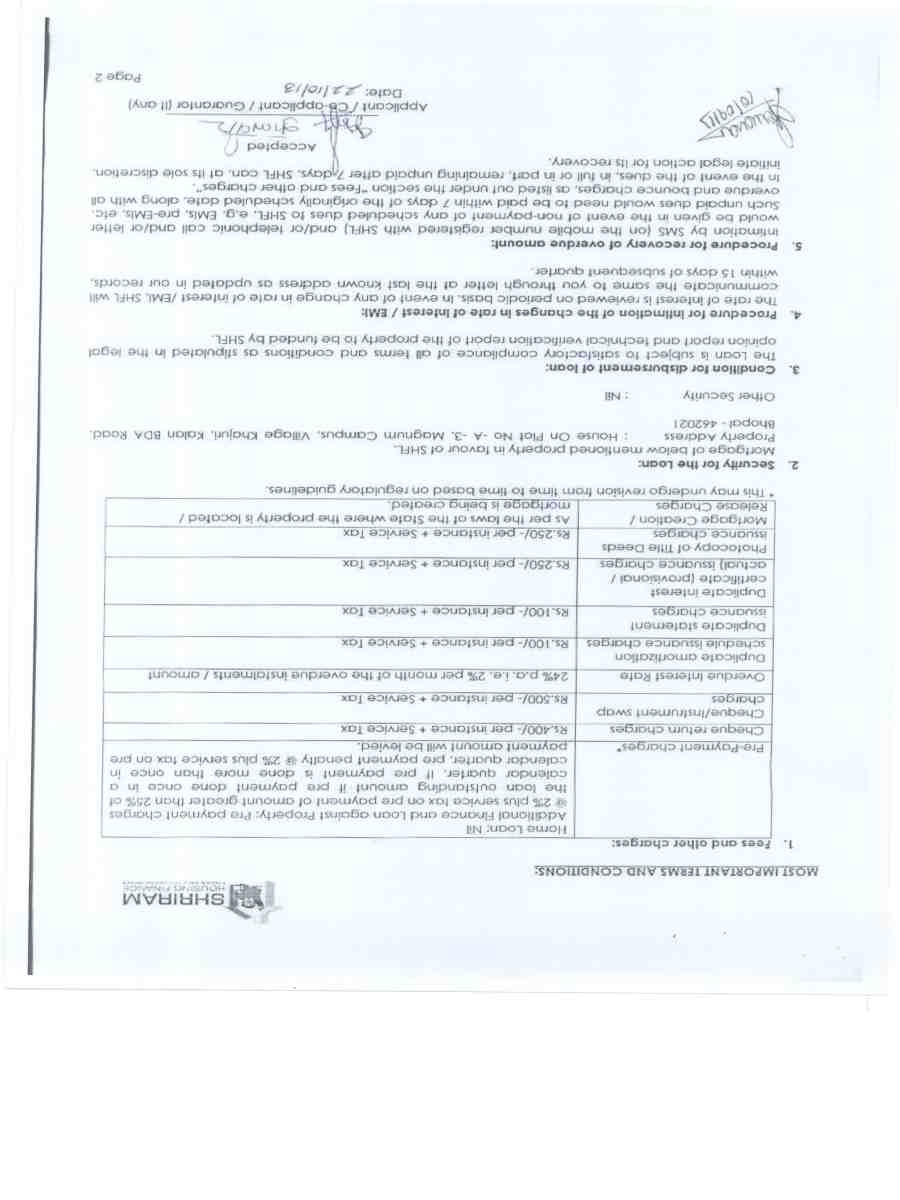 SHRIRAM
HOUSING FINANCE
MOST IMPORTANT TERMS AND CONDITIONS:
1. Fees and other charges:
Pre-Payment charges*
Home Loan: Nil
Additional Finance and Loan against Property: Pre payment charges
@ 2% plus service tax on pre payment of amount greater than 25% of
the loan outstanding amount if pre payment done once in a
calendar quarter. If pre payment is done more than once in
calendar quarter, pre payment penalty @ 2% plus service tax on pre
payment amount will be levied.
Cheque return charges Rs.400/- per instance + Service Tax
Cheque/Instrument swap
charges Rs.500/- per instance + Service Tax
Overdue Interest Rate 24% p.a. i.e. 2% per month of the overdue instalments / amount
Duplicate amortization
schedule issuance charges Rs.100/- per instance + Service Tax
Duplicate statement
issuance charges Rs.100/- per instance + Service Tax
Duplicate interest
certificate (provisional /
actual) issuance charges Rs.250/- per instance + Service Tax
Photocopy of Title Deeds
issuance charges Rs.250/- per instance + Service Tax
Mortgage Creation / As per the laws of the State where the property is located /
Release Charges mortgage is being created.
* This may undergo revision from time to time based on regulatory guidelines.
2. Security for the Loan:
Mortgage of below mentioned property in favour of SHFL.
Property Address : House On Plot No -A -3, Magnum Campus, Village Khajuri, Kalan BDA Road,
Bhopal - 462021
Other Security : Nil
3. Condition for disbursement of loan:
The Loan is subject to satisfactory compliance of all terms and conditions as stipulated in the legal
opinion report and technical verification report of the property to be funded by SHFL.
4. Procedure for intimation of the changes in rate of interest / EMI:
The rate of interest is reviewed on periodic basis. In event of any change in rate of interest /EMI, SHFL will
communicate the same to you through letter at the last known address as updated in our records,
within 15 days of subsequent quarter.
5. Procedure for recovery of overdue amount:
Intimation by SMS (on the mobile number registered with SHFL) and/or telephonic call and/or letter
would be given in the event of non-payment of any scheduled dues to SHFL, e.g. EMIs, pre-EMIs, etc.
Such unpaid dues would need to be paid within 7 days of the originally scheduled date, along with all
overdue and bounce charges, as listed out under the section "Fees and other charges".
In the event of the dues, in full or in part, remaining unpaid after 7 days, SHFL can, at its sole discretion,
initiate legal action for its recovery.
Accepted
Applicant / Co-applicant / Guarantor (if any)
Date: 22/10/13
Page 2